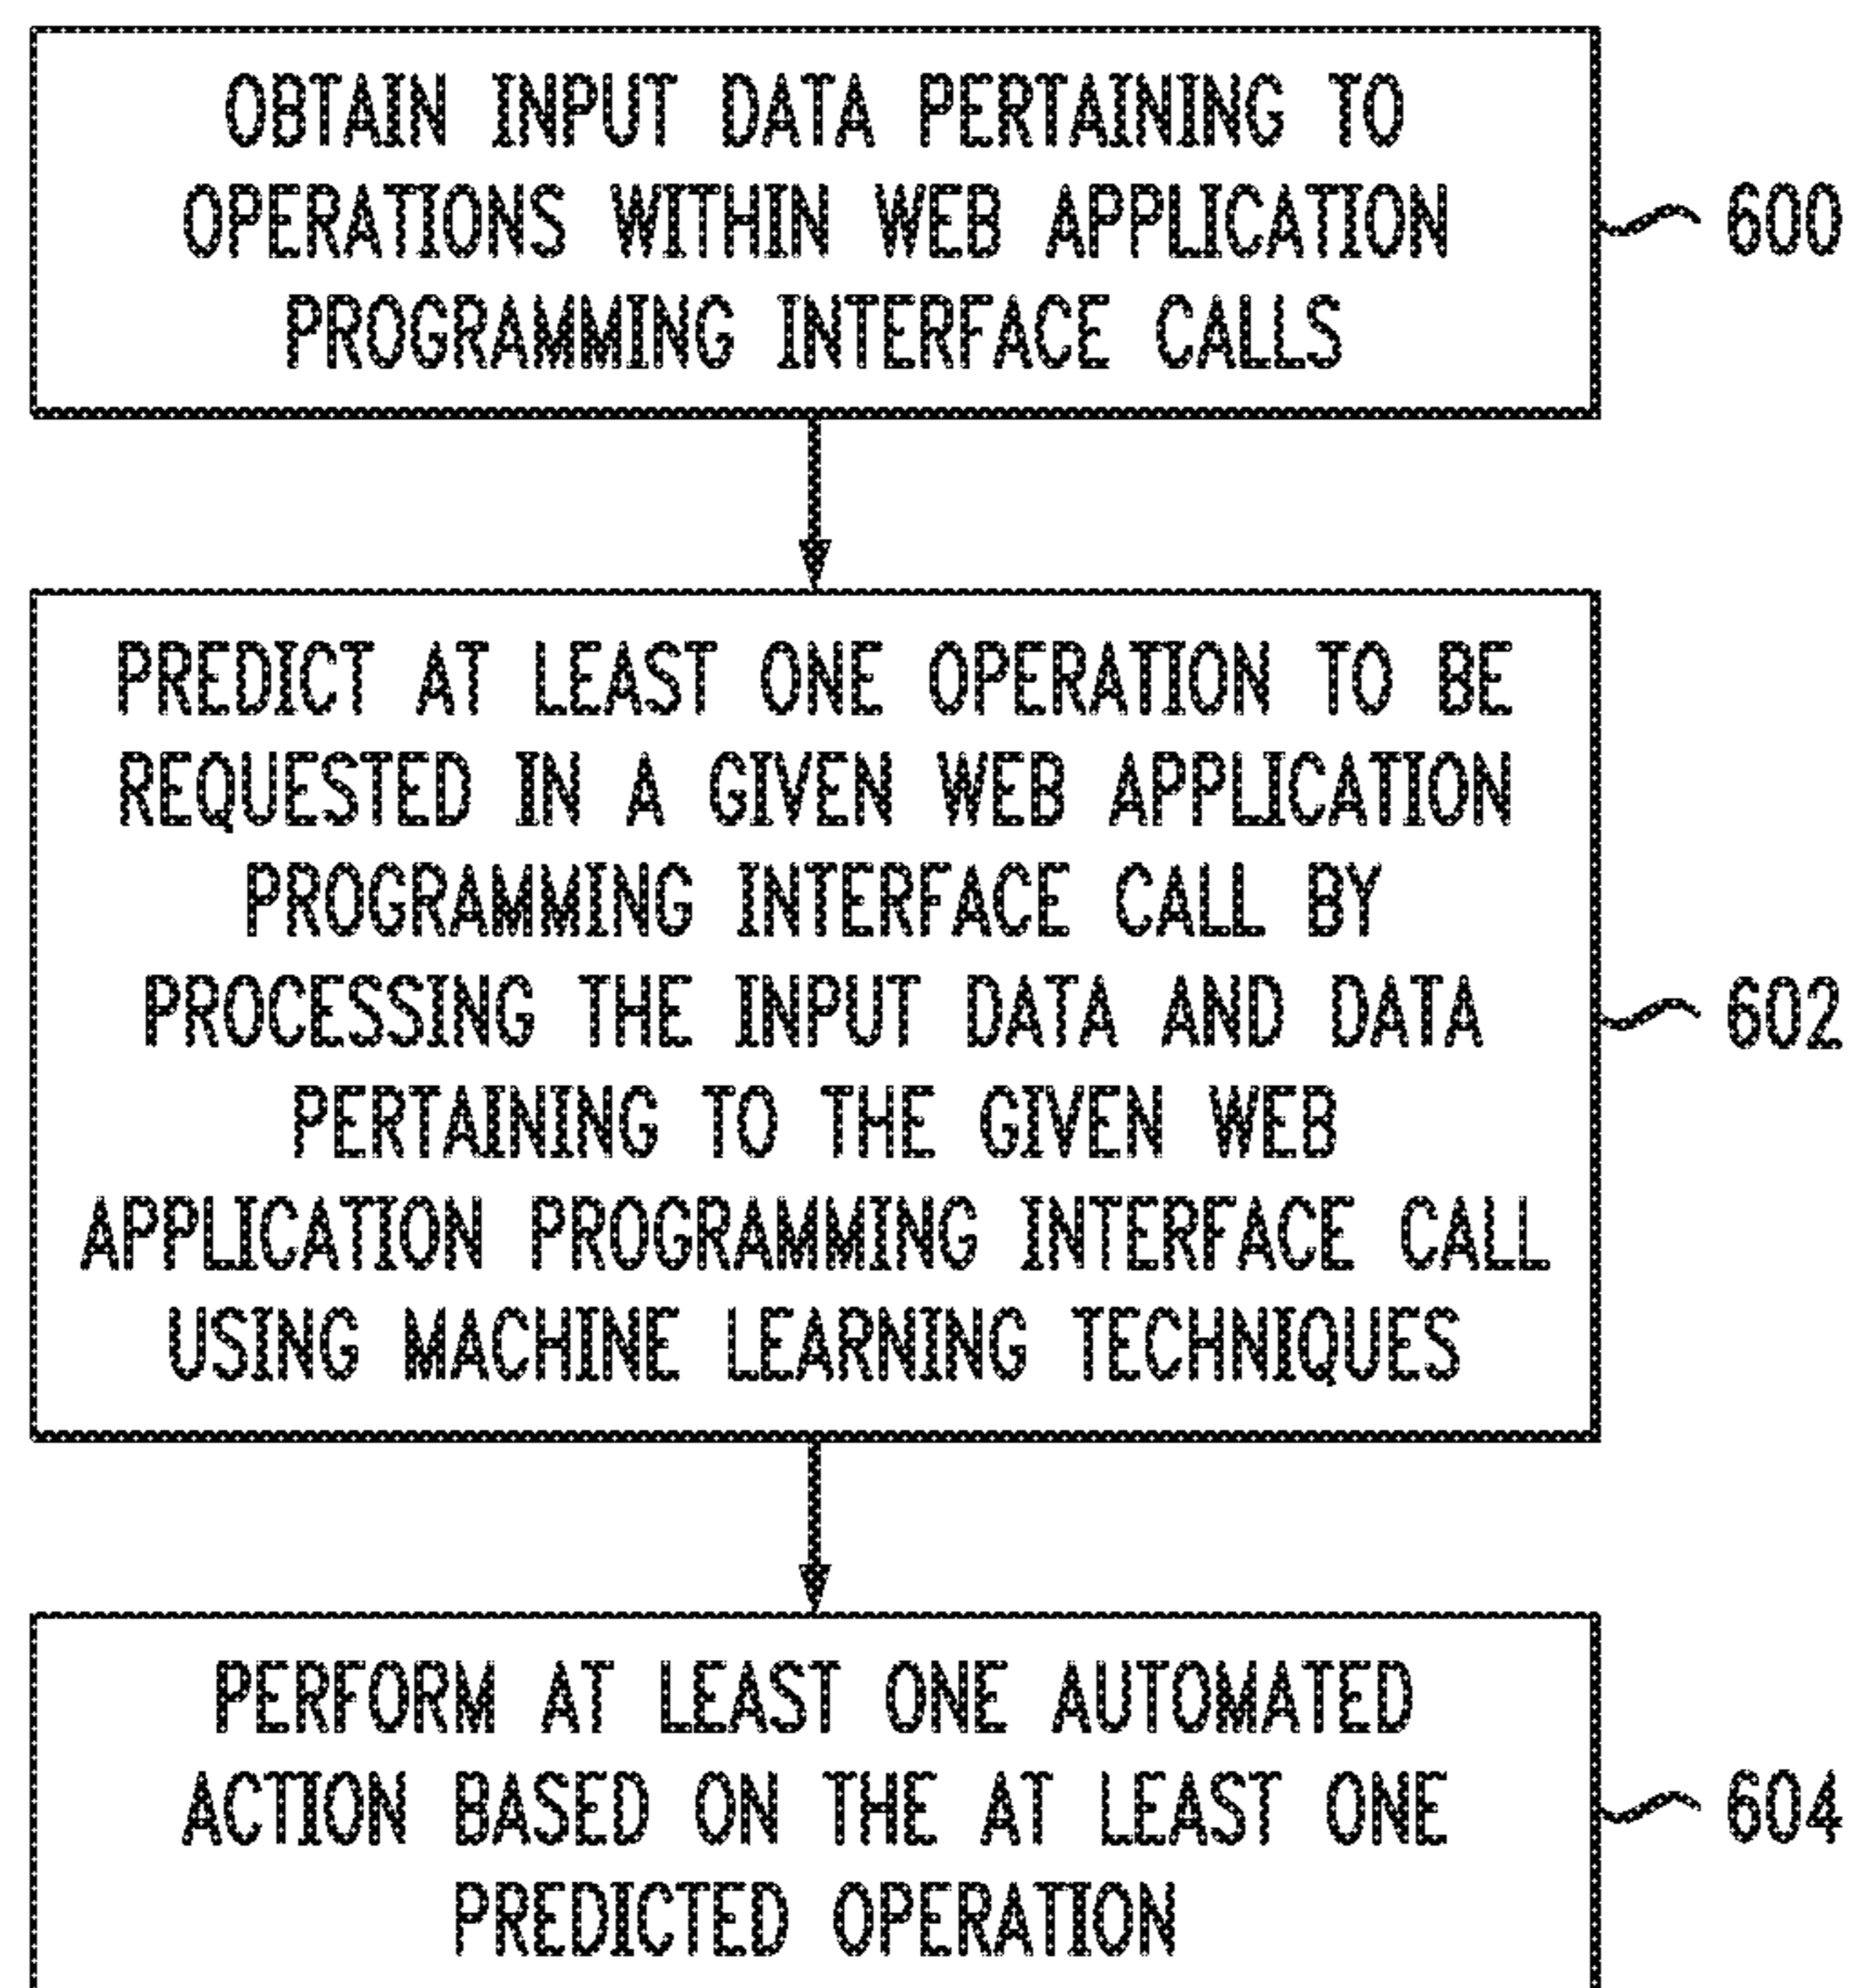 OBTAIN INPUT DATA PERTAINING TO
OPERATIONS WITHIN WEB APPLICATION
PROGRAMMING INTERFACE CALLS
600
PREDICT AT LEAST ONE OPERATION TO BE
REQUESTED IN A GIVEN WEB APPLICATION
PROGRAMMING INTERFACE CALL BY
PROCESSING THE INPUT DATA AND DATA
PERTAINING TO THE GIVEN WEB
APPLICATION PROGRAMMING INTERFACE CALL
USING MACHINE LEARNING TECHNIQUES
602
PERFORM AT LEAST ONE AUTOMATED
ACTION BASED ON THE AT LEAST ONE
PREDICTED OPERATION
604